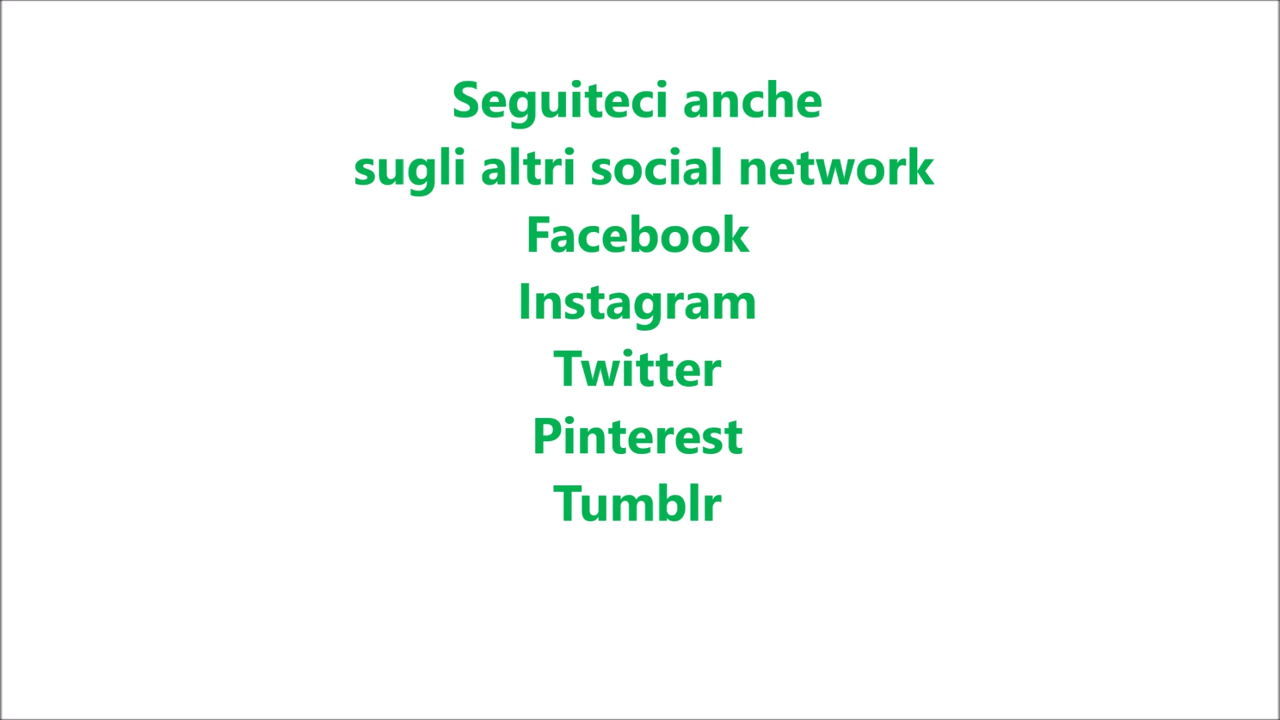 Seguiteci anche
sugli altri social network
Facebook
Instagram
Twitter
Pinterest
Tumblr